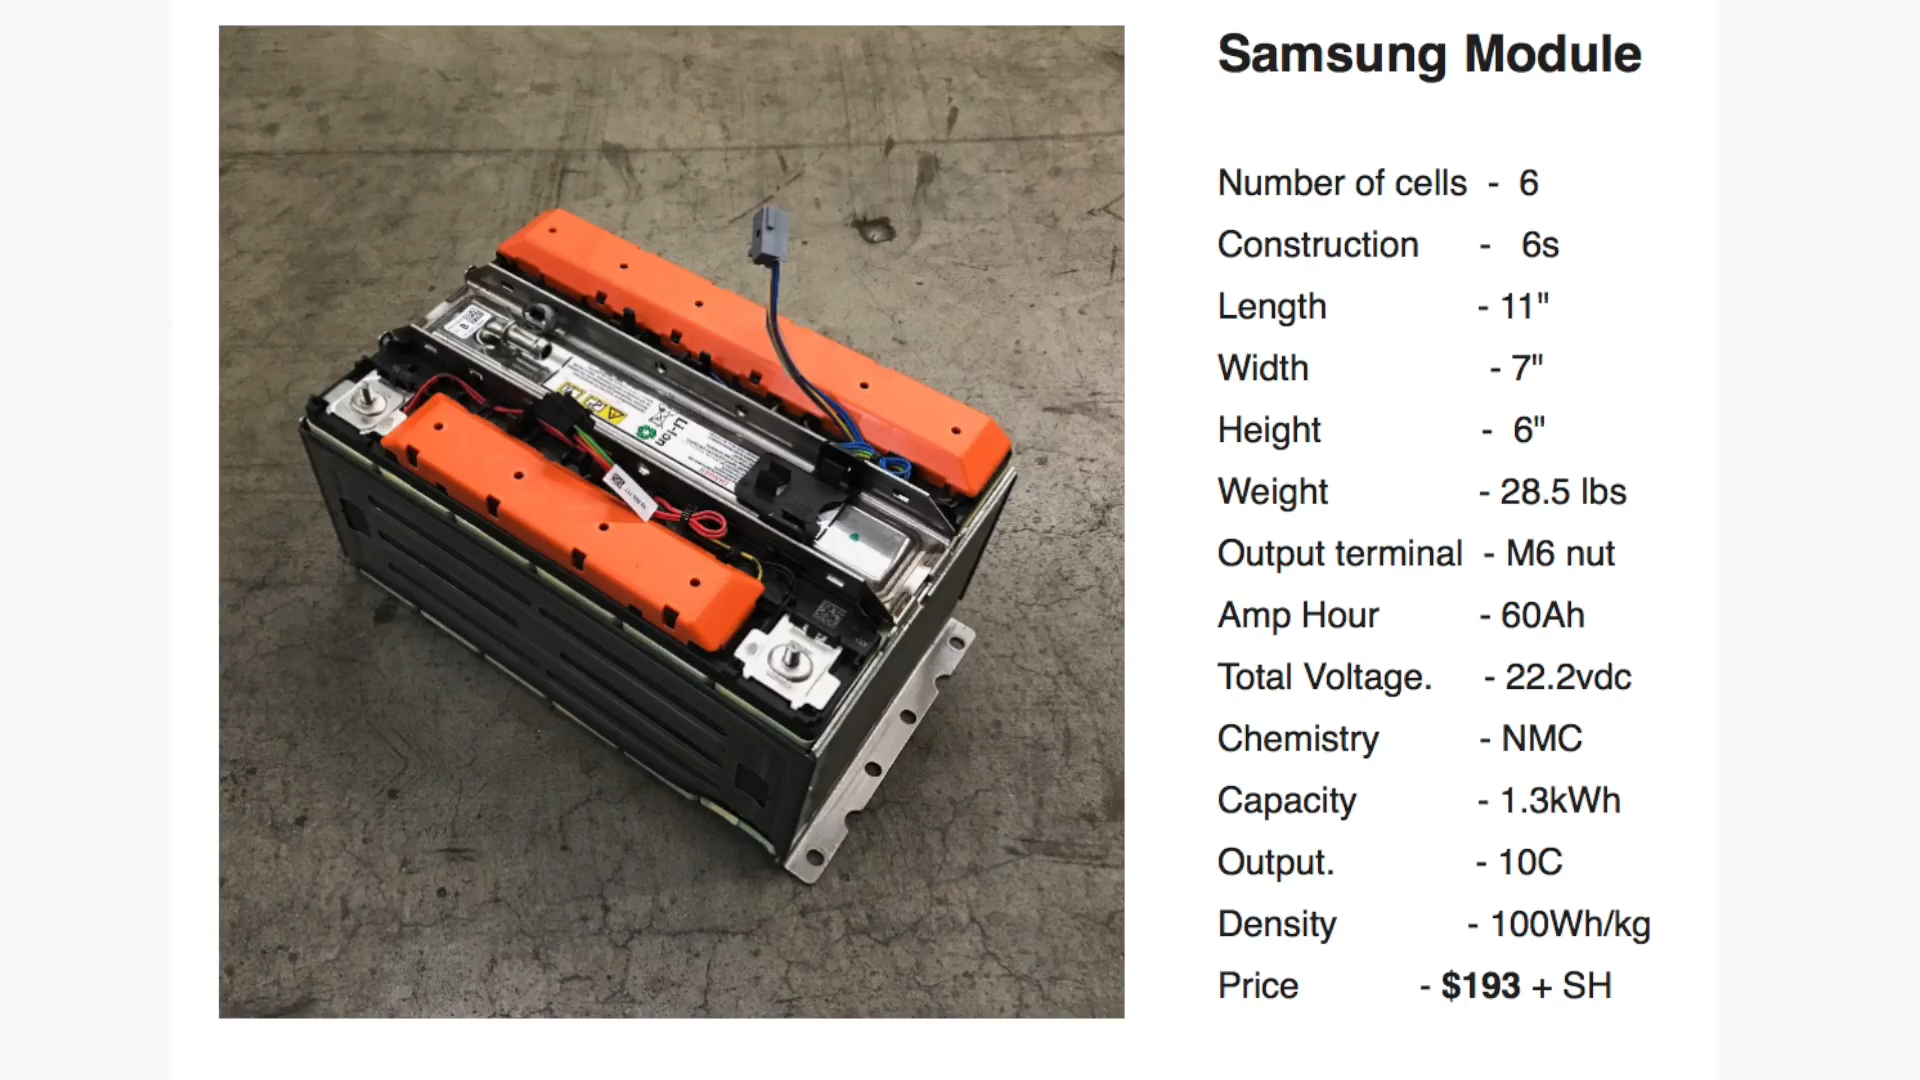 Samsung Module
Number of cells - 6
Construction - 6s
Length - 11"
Width - 7"
Height - 6"
Weight - 28.5 lbs
Output terminal - M6 nut
Amp Hour - 60Ah
Total Voltage. - 22.2vdc
Chemistry - NMC
Capacity - 1.3kWh
Output. - 10C
Density - 100Wh/kg
Price - $193 + SH
Li-Ion